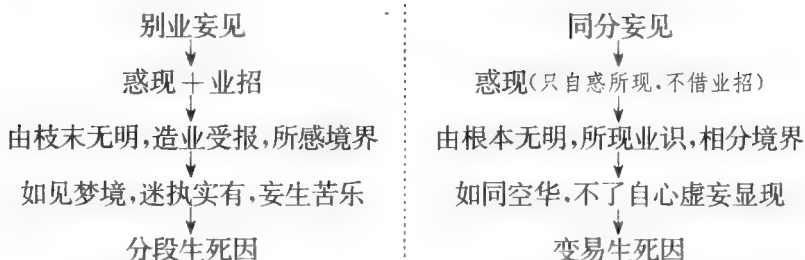 别业妄见
惑现＋业招
由枝末无明,造业受报,所感境界
如见梦境,迷执实有,妄生苦乐
分段生死因
同分妄见
惑现(只自惑所现.不借业招)
由根本无明,所现业识,相分境界
如同空华.不了自心虚妄显现
变易生死因